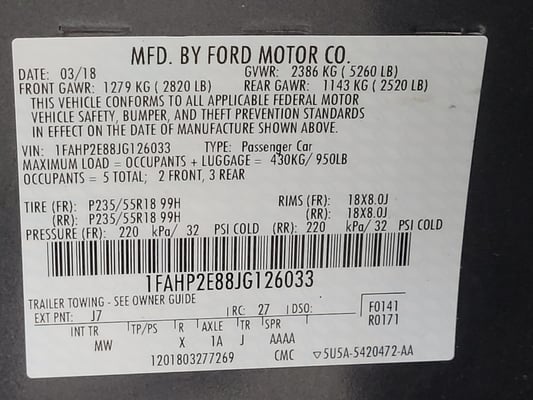 MFD. BY FORD MOTOR CO.
DATE: 03/18 GVWR: 2386 KG ( 5260 LB)
FRONT GAWR: 1279 KG ( 2820 LB) REAR GAWR: 1143 KG ( 2520 LB)
THIS VEHICLE CONFORMS TO ALL APPLICABLE FEDERAL MOTOR
VEHICLE SAFETY, BUMPER, AND THEFT PREVENTION STANDARDS
IN EFFECT ON THE DATE OF MANUFACTURE SHOWN ABOVE.
VIN: 1FAHP2E88JG126033 TYPE: Passenger Car
MAXIMUM LOAD = OCCUPANTS + LUGGAGE = 430KG/ 950LB
OCCUPANTS = 5 TOTAL; 2 FRONT, 3 REAR
TIRE (FR): P235/55R18 99H RIMS (FR): 18X8.0J
(RR): P235/55R18 99H (RR): 18X8.0J
PRESSURE (FR): 220 kPa/ 32 PSI COLD (RR): 220 kPa/ 32 PSI COLD
1FAHP2E88JG126033
TRAILER TOWING - SEE OWNER GUIDE
EXT PNT: J7 RC: 27 DSO: F0141
R0171
INT TR TP/PS R AXLE TR SPR
MW X 1A J AAAA
1201803277269 CMC ▽5U5A-5420472-AA